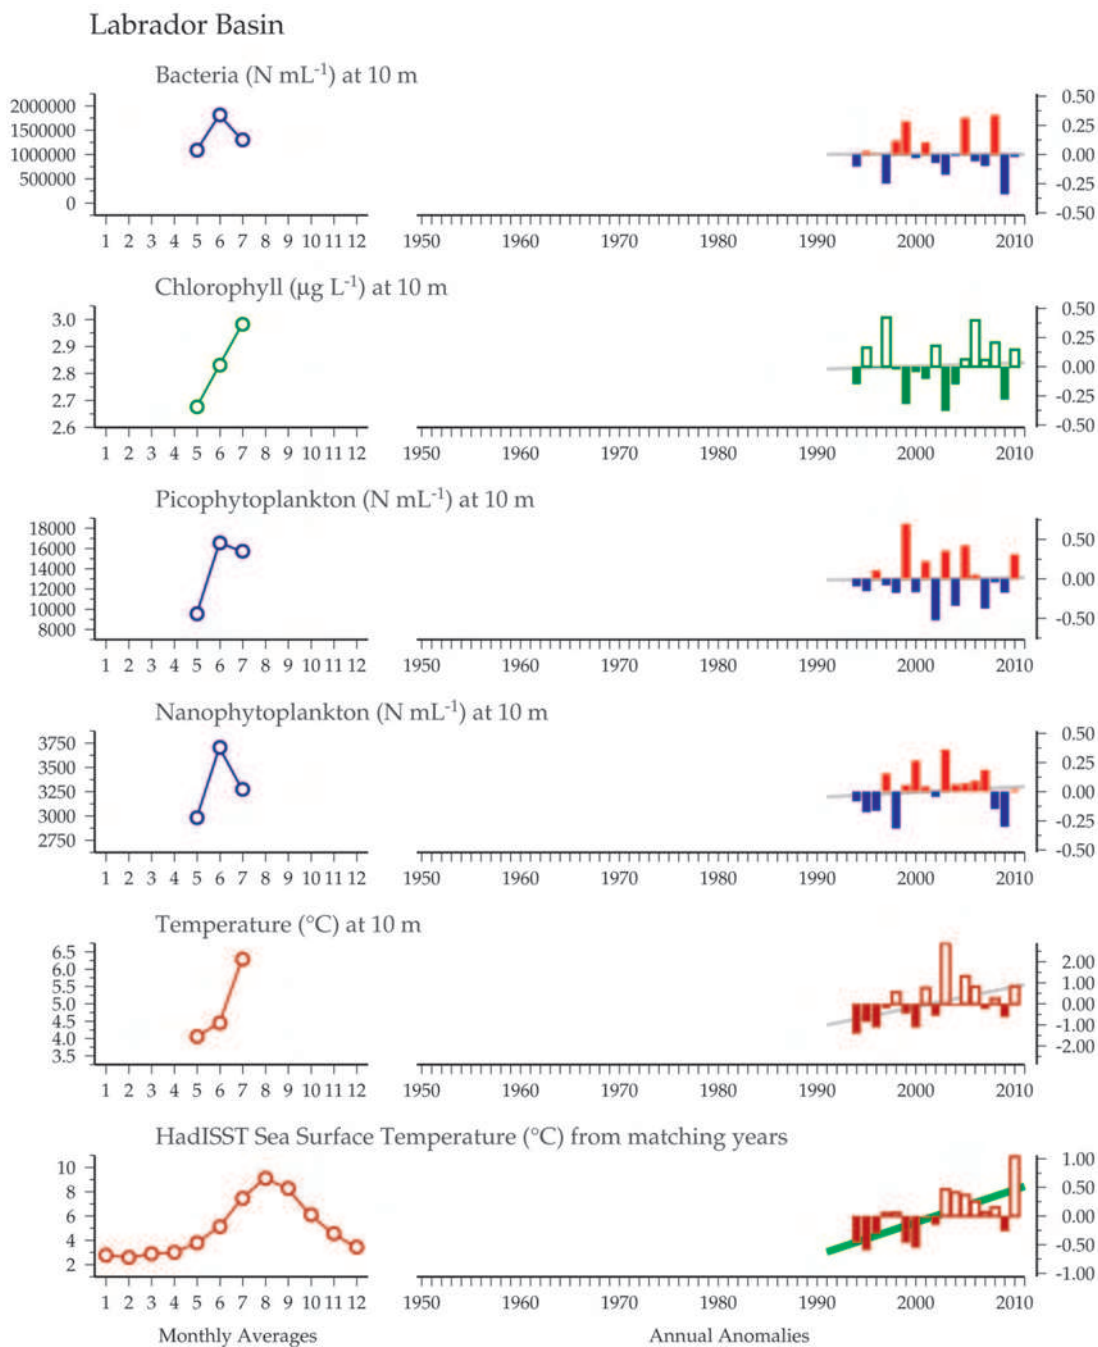 Labrador Basin
Bacteria (N mL⁻¹) at 10 m
2000000
1500000
1000000
500000
0
0.50
0.25
0.00
-0.25
-0.50
1 2 3 4 5 6 7 8 9 10 11 12
1950 1960 1970 1980 1990 2000 2010
Chlorophyll (µg L⁻¹) at 10 m
3.0
2.9
2.8
2.7
2.6
0.50
0.25
0.00
-0.25
-0.50
1 2 3 4 5 6 7 8 9 10 11 12
1950 1960 1970 1980 1990 2000 2010
Picophytoplankton (N mL⁻¹) at 10 m
18000
16000
14000
12000
10000
8000
0.50
0.00
-0.50
1 2 3 4 5 6 7 8 9 10 11 12
1950 1960 1970 1980 1990 2000 2010
Nanophytoplankton (N mL⁻¹) at 10 m
3750
3500
3250
3000
2750
0.50
0.25
0.00
-0.25
-0.50
1 2 3 4 5 6 7 8 9 10 11 12
1950 1960 1970 1980 1990 2000 2010
Temperature (°C) at 10 m
6.5
6.0
5.5
5.0
4.5
4.0
3.5
2.00
1.00
0.00
-1.00
-2.00
1 2 3 4 5 6 7 8 9 10 11 12
1950 1960 1970 1980 1990 2000 2010
HadISST Sea Surface Temperature (°C) from matching years
10
8
6
4
2
1.00
0.50
0.00
-0.50
-1.00
1 2 3 4 5 6 7 8 9 10 11 12
1950 1960 1970 1980 1990 2000 2010
Monthly Averages
Annual Anomalies